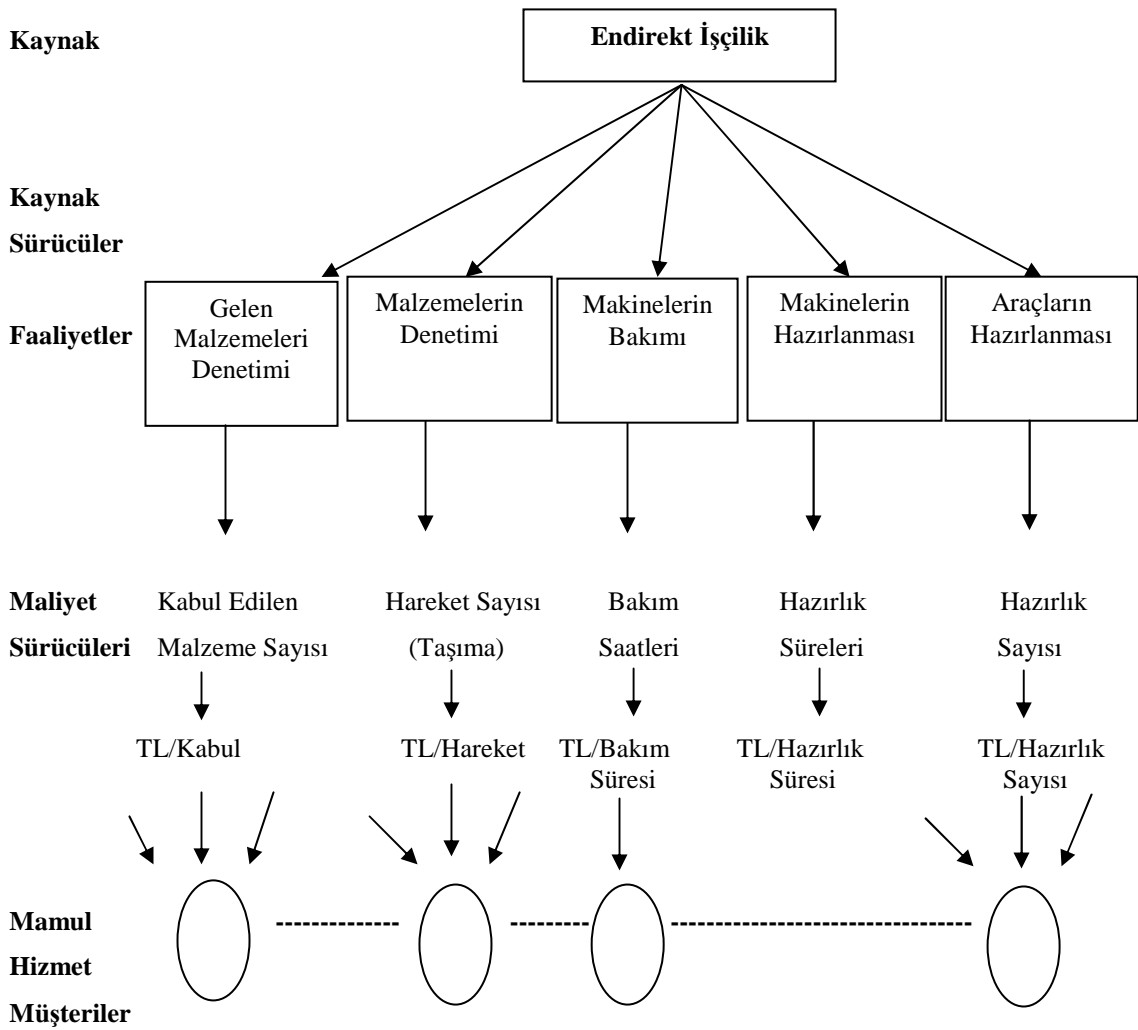 Kaynak
Endirekt İşçilik
Kaynak
Sürücüler
Faaliyetler
Gelen
Malzemeleri
Denetimi
Malzemelerin
Denetimi
Makinelerin
Bakımı
Makinelerin
Hazırlanması
Araçların
Hazırlanması
Maliyet
Sürücüleri
Kabul Edilen
Malzeme Sayısı
Hareket Sayısı
(Taşıma)
Bakım
Saatleri
Hazırlık
Süreleri
Hazırlık
Sayısı
TL/Kabul
TL/Hareket
TL/Bakım
Süresi
TL/Hazırlık
Süresi
TL/Hazırlık
Sayısı
Mamul
Hizmet
Müşteriler